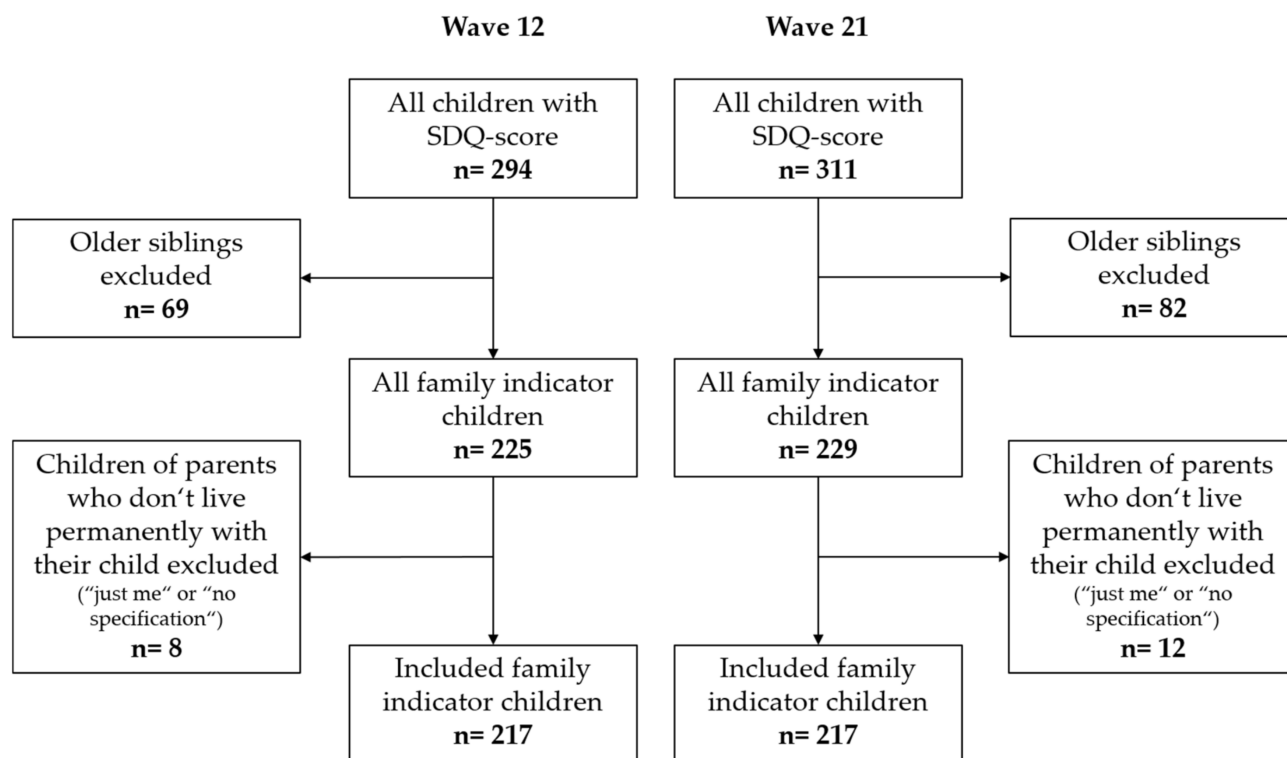 Wave 12
Wave 21
All children with
SDQ-score
n= 294
All children with
SDQ-score
n= 311
Older siblings
excluded
n= 69
Older siblings
excluded
n= 82
All family indicator
children
n= 225
All family indicator
children
n= 229
Children of parents
who don‘t live
permanently with
their child excluded
(“just me“ or “no
specification“)
n= 8
Children of parents
who don‘t live
permanently with
their child excluded
(“just me“ or “no
specification“)
n= 12
Included family
indicator children
n= 217
Included family
indicator children
n= 217